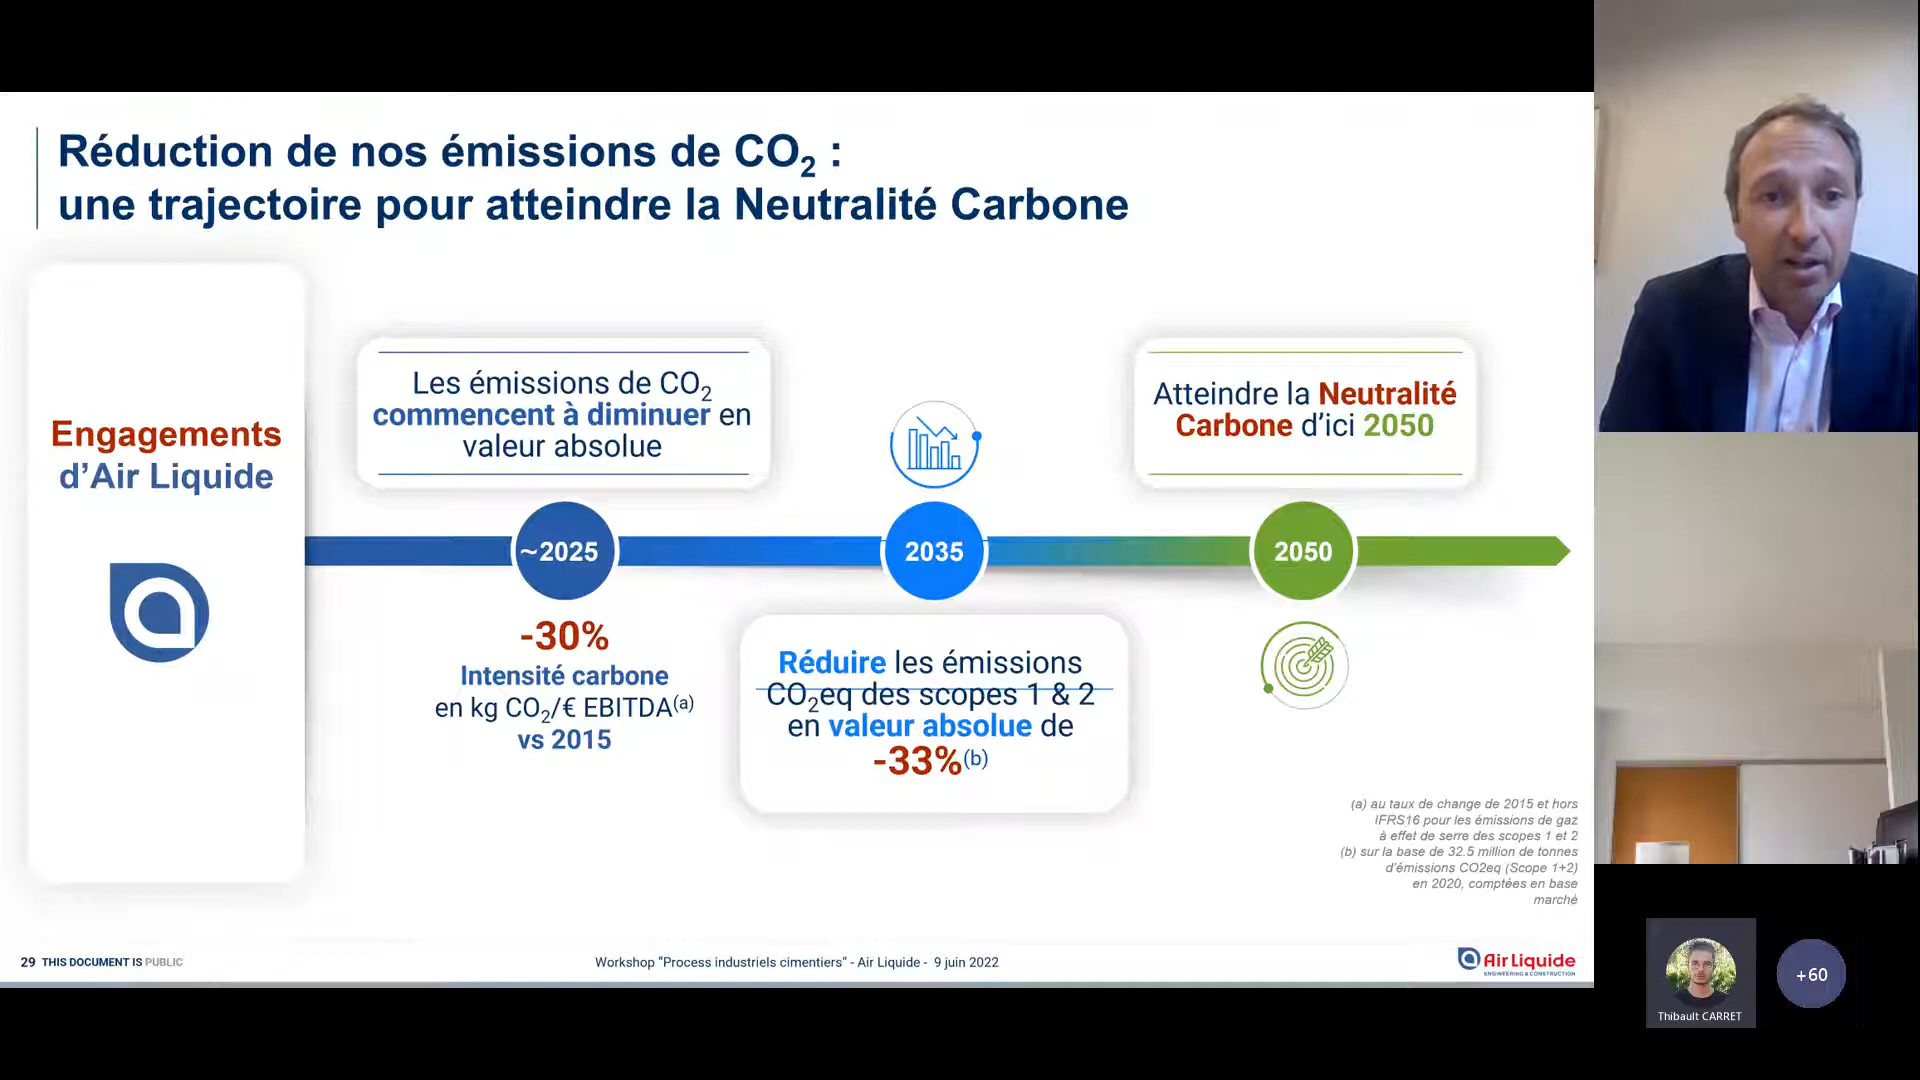 Réduction de nos émissions de CO₂ :
une trajectoire pour atteindre la Neutralité Carbone
Engagements
d’Air Liquide
Les émissions de CO₂
commencent à diminuer en
valeur absolue
Atteindre la Neutralité
Carbone d’ici 2050
~2025
2035
2050
-30%
Intensité carbone
en kg CO₂/€ EBITDA(a)
vs 2015
Réduire les émissions
CO₂eq des scopes 1 & 2
en valeur absolue de
-33%(b)
(a) au taux de change de 2015 et hors
IFRS16 pour les émissions de gaz
à effet de serre des scopes 1 et 2
(b) sur la base de 32.5 million de tonnes
d’émissions CO2eq (Scope 1+2)
en 2020, comptées en base
marché
29 THIS DOCUMENT IS PUBLIC
Workshop “Process industriels cimentiers” - Air Liquide - 9 juin 2022
Air Liquide
ENGINEERING & CONSTRUCTION
Thibault CARRET
+60